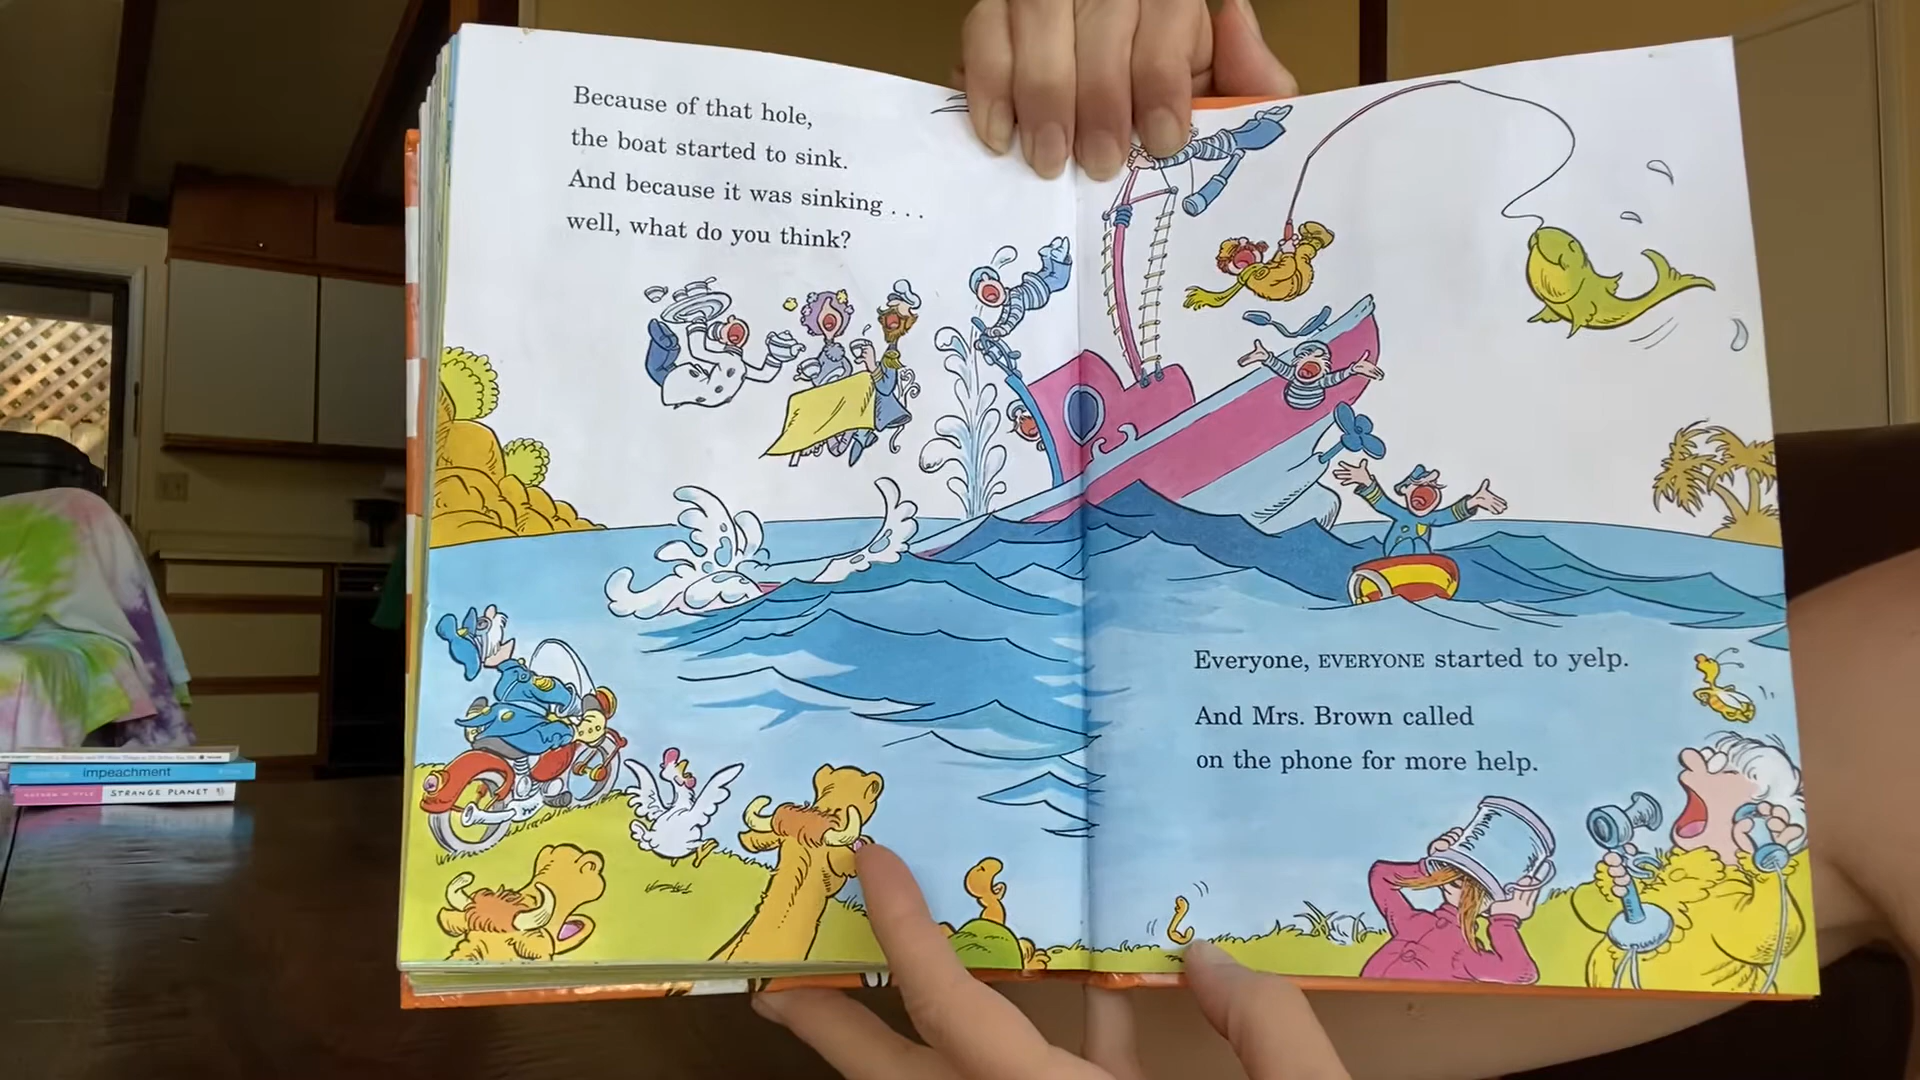 Because of that hole,
the boat started to sink.
And because it was sinking . . .
well, what do you think?
Everyone, EVERYONE started to yelp.
And Mrs. Brown called
on the phone for more help.
impeachment
STRANGE PLANET